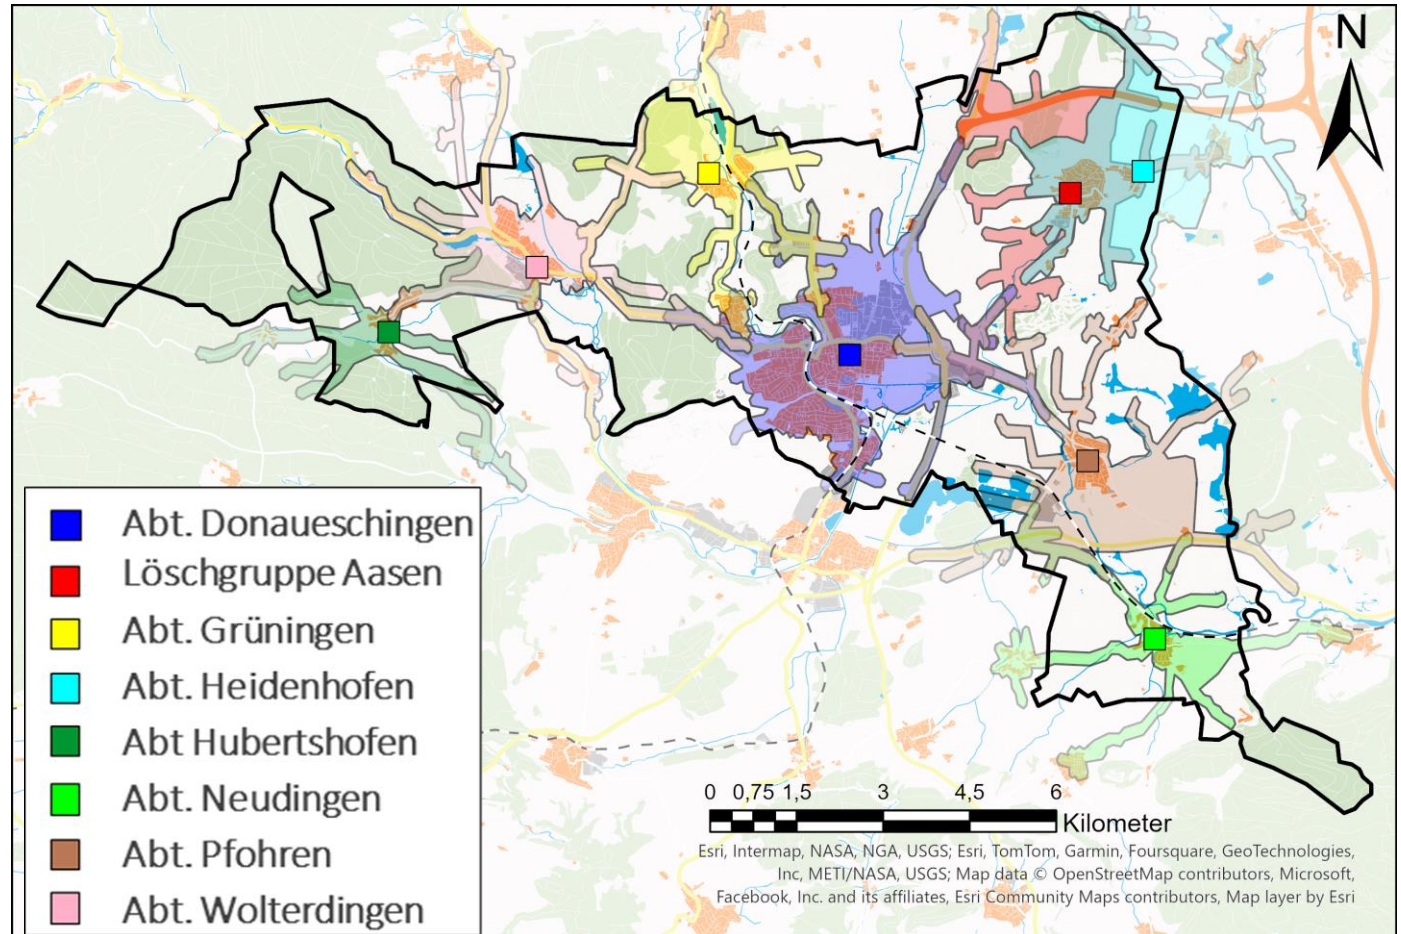 N
Abt. Donaueschingen
Löschgruppe Aasen
Abt. Grüningen
Abt. Heidenhofen
Abt Hubertshofen
Abt. Neudingen
Abt. Pfohren
Abt. Wolterdingen
0 0,75 1,5 3 4,5 6
Kilometer
Esri, Intermap, NASA, NGA, USGS; Esri, TomTom, Garmin, Foursquare, GeoTechnologies,
Inc, METI/NASA, USGS; Map data © OpenStreetMap contributors, Microsoft,
Facebook, Inc. and its affiliates, Esri Community Maps contributors, Map layer by Esri